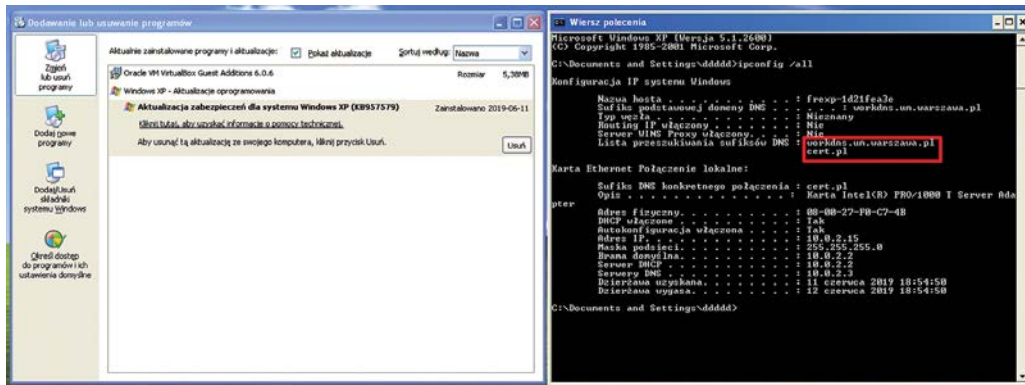 Dodawanie lub usuwanie programów
Zmień lub usuń programy
Dodaj nowe programy
Dodaj/Usuń składniki systemu Windows
Określ dostęp do programów i ich ustawienia domyślne
Aktualnie zainstalowane programy i aktualizacje:
Pokaż aktualizacje
Sortuj według: Nazwa
Oracle VM VirtualBox Guest Additions 6.0.6 Rozmiar 5,38MB
Windows XP - Aktualizacje oprogramowania
Aktualizacja zabezpieczeń dla systemu Windows XP (KB957579) Zainstalowano 2019-06-11
Kliknij tutaj, aby uzyskać informacje o pomocy technicznej.
Aby usunąć tą aktualizację ze swojego komputera, kliknij przycisk Usuń.
Usuń
Wiersz polecenia
Microsoft Windows XP [Wersja 5.1.2600]
(C) Copyright 1985-2001 Microsoft Corp.
C:\Documents and Settings\ddddd>ipconfig /all
Konfiguracja IP systemu Windows
Nazwa hosta . . . . . . . . . . . : frexp-1d21fea3e
Sufiks podstawowej domeny DNS . . . . . . : workdns.un.warszawa.pl
Typ węzła . . . . . . . . . . . . : Nieznany
Routing IP włączony . . . . . . . : Nie
Serwer WINS Proxy włączony. . . . : Nie
Lista przeszukiwania sufiksów DNS : workdns.un.warszawa.pl
cert.pl
Karta Ethernet Połączenie lokalne:
Sufiks DNS konkretnego połączenia : cert.pl
Opis . . . . . . . . . . . . . . : Karta Intel(R) PRO/1000 T Server Ada
pter
Adres fizyczny. . . . . . . . . . : 08-00-27-F0-C7-4B
DHCP włączone . . . . . . . . . . : Tak
Autokonfiguracja włączona . . . . : Tak
Adres IP. . . . . . . . . . . . . : 10.0.2.15
Maska podsieci. . . . . . . . . . : 255.255.255.0
Brama domyślna. . . . . . . . . . : 10.0.2.2
Serwer DHCP . . . . . . . . . . . : 10.0.2.2
Serwery DNS . . . . . . . . . . . : 10.0.2.3
Dzierżawa uzyskana. . . . . . . . : 11 czerwca 2019 18:54:50
Dzierżawa wygasa. . . . . . . . . : 12 czerwca 2019 18:54:50
C:\Documents and Settings\ddddd>